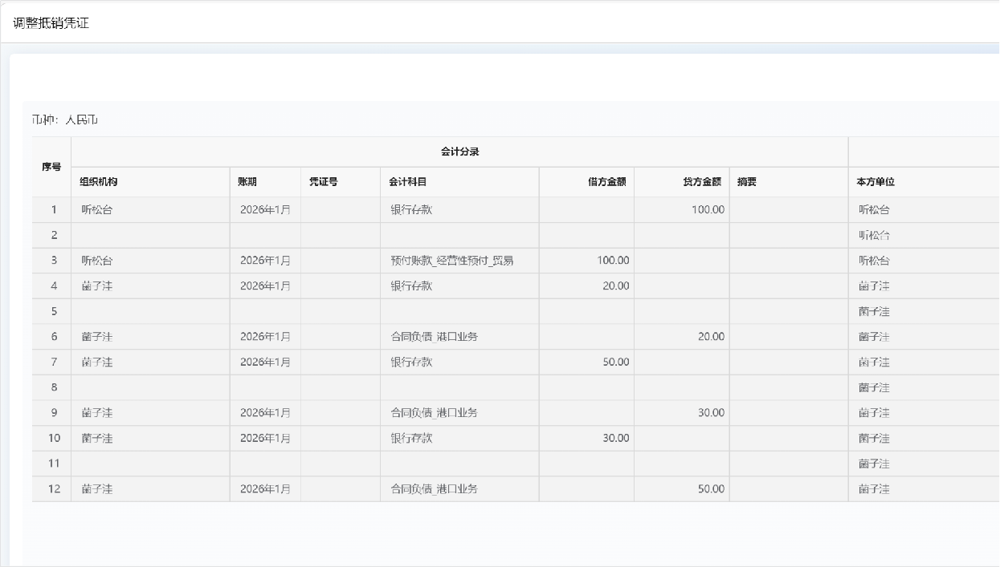 调整抵销凭证
币种：人民币
序号 会计分录
组织机构 账期 凭证号 会计科目 借方金额 贷方金额 摘要 本方单位
1 听松台 2026年1月 银行存款 100.00 听松台
2 听松台
3 听松台 2026年1月 预付账款_经营性预付_贸易 100.00 听松台
4 菌子洼 2026年1月 银行存款 20.00 菌子洼
5 菌子洼
6 菌子洼 2026年1月 合同负债_港口业务 20.00 菌子洼
7 菌子洼 2026年1月 银行存款 50.00 菌子洼
8 菌子洼
9 菌子洼 2026年1月 合同负债_港口业务 30.00 菌子洼
10 菌子洼 2026年1月 银行存款 30.00 菌子洼
11 菌子洼
12 菌子洼 2026年1月 合同负债_港口业务 50.00 菌子洼